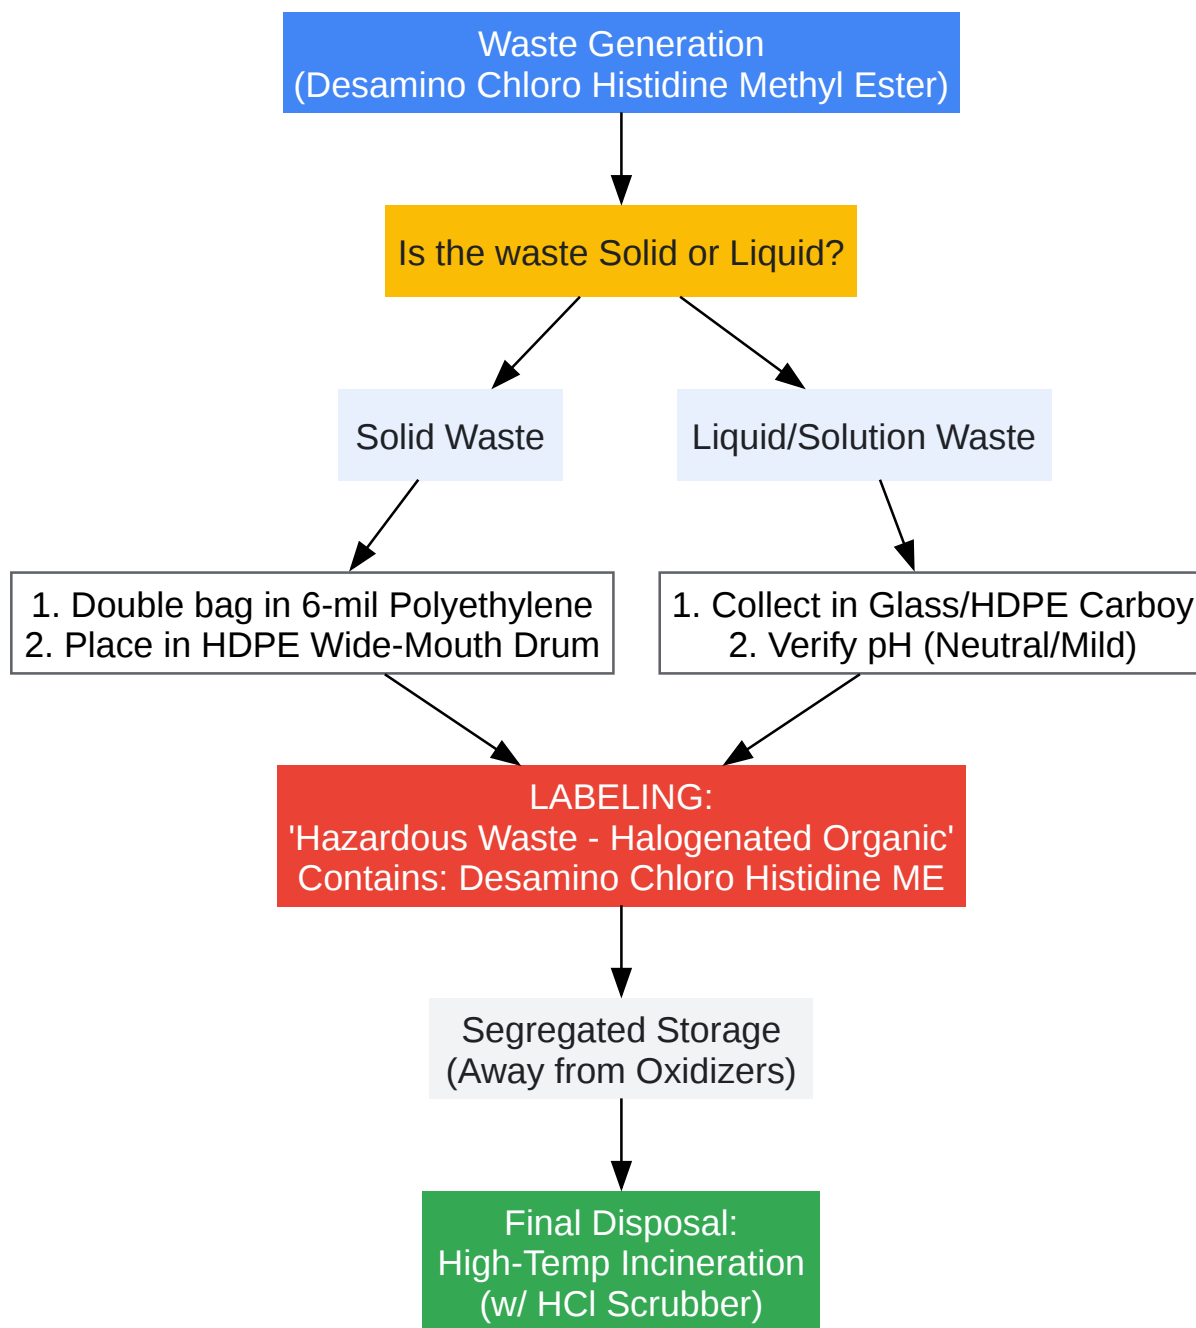 Waste Generation
(Desamino Chloro Histidine Methyl Ester)
Is the waste Solid or Liquid?
Solid Waste
Liquid/Solution Waste
1. Double bag in 6-mil Polyethylene
2. Place in HDPE Wide-Mouth Drum
1. Collect in Glass/HDPE Carboy
2. Verify pH (Neutral/Mild)
LABELING:
'Hazardous Waste - Halogenated Organic'
Contains: Desamino Chloro Histidine ME
Segregated Storage
(Away from Oxidizers)
Final Disposal:
High-Temp Incineration
(w/ HCl Scrubber)